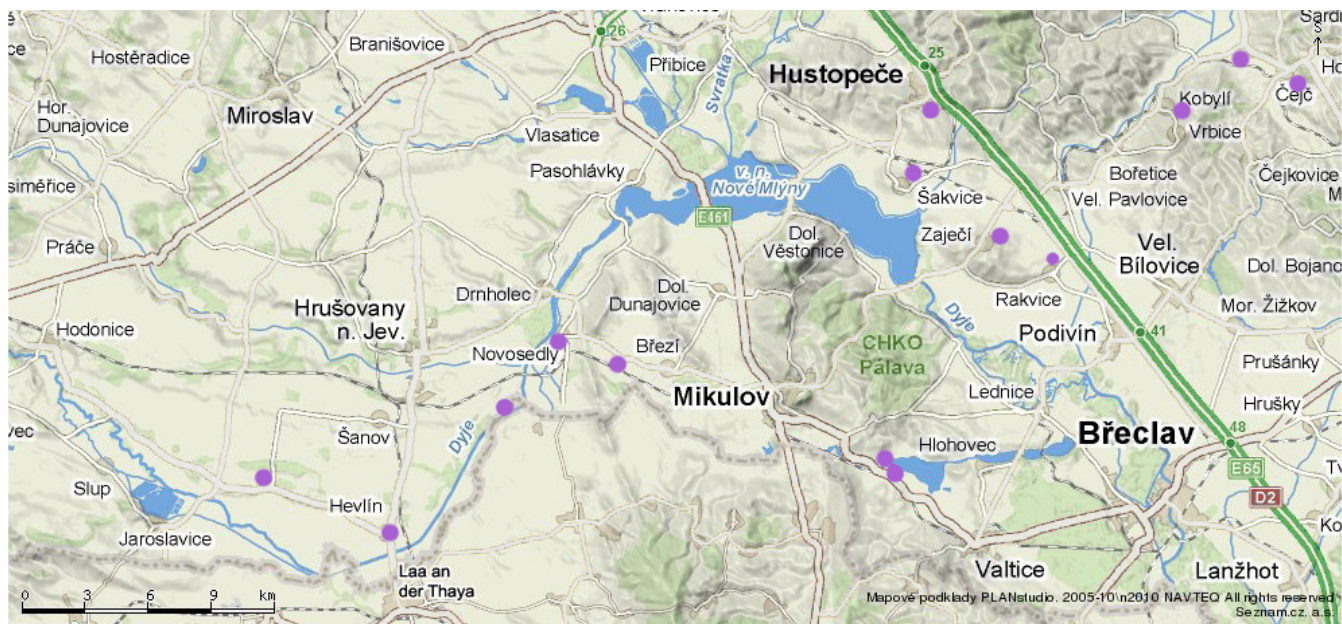 26
Hostěradice
Branišovice
Přibice
Svratka
Hustopeče
25
S
Hor.
Dunajovice
Miroslav
Vlasatice
Kobylí
Čejč
Vrbice
Pasohlávky
v. n.
Nové Mlýny
Bořetice
Čejkovice
Šakvice
Vel. Pavlovice
E461
Práče
Dol.
Věstonice
Zaječí
Vel.
Bílovice
Dol. Bojano
Drnholec
Dol.
Dunajovice
Rakvice
Mor. Žižkov
Hrušovany
n. Jev.
Dyje
Podivín
41
Hodonice
Novosedly
Březí
CHKO
Pálava
Prušánky
Mikulov
Lednice
Hrušky
Šanov
Dyje
Hlohovec
Břeclav
48
E65
Slup
Hevlín
D2
Jaroslavice
Laa an
der Thaya
Valtice
Lanžhot
0 3 6 9 km
Mapové podklady PLANstudio, 2005-10\n2010 NAVTEQ All rights reserved
Seznam.cz, a.s.